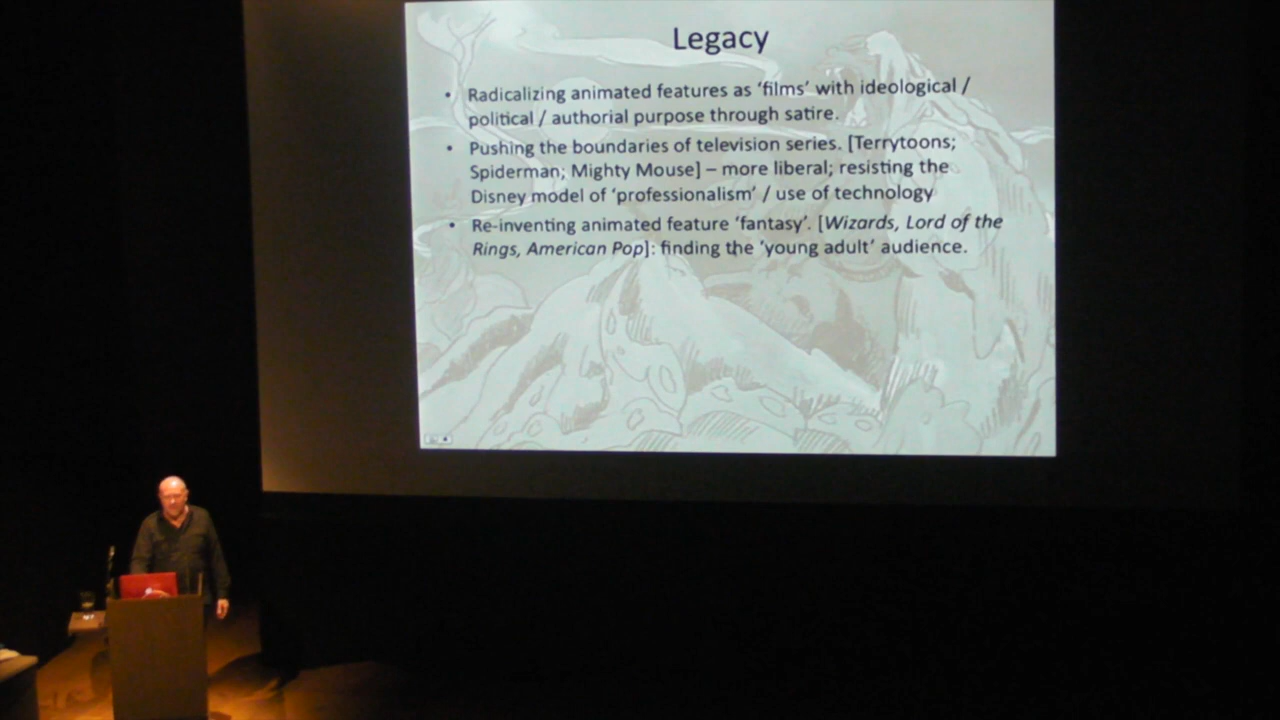 Legacy
• Radicalizing animated features as ‘films’ with ideological /
political / authorial purpose through satire.
• Pushing the boundaries of television series. [Terrytoons;
Spiderman; Mighty Mouse] – more liberal; resisting the
Disney model of ‘professionalism’ / use of technology
• Re-inventing animated feature ‘fantasy’. [Wizards, Lord of the
Rings, American Pop]: finding the ‘young adult’ audience.